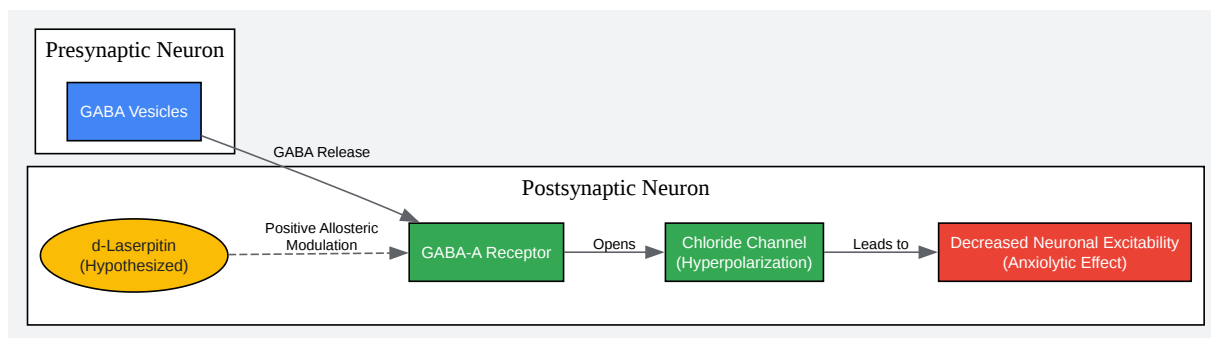 Presynaptic Neuron
GABA Vesicles
GABA Release
Postsynaptic Neuron
d-Laserpitin
(Hypothesized)
Positive Allosteric
Modulation
GABA-A Receptor
Opens
Chloride Channel
(Hyperpolarization)
Leads to
Decreased Neuronal Excitability
(Anxiolytic Effect)